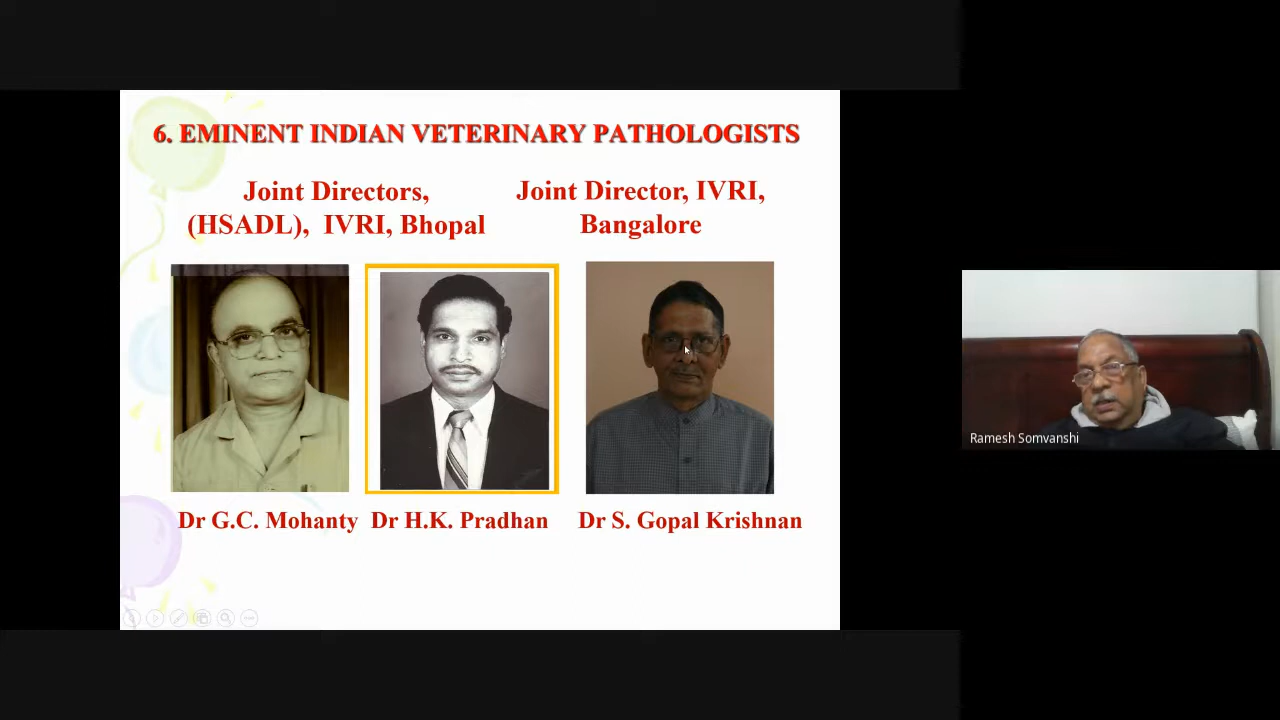 6. EMINENT INDIAN VETERINARY PATHOLOGISTS
Joint Directors,
(HSADL), IVRI, Bhopal
Joint Director, IVRI,
Bangalore
Dr G.C. Mohanty
Dr H.K. Pradhan
Dr S. Gopal Krishnan
Ramesh Somvanshi